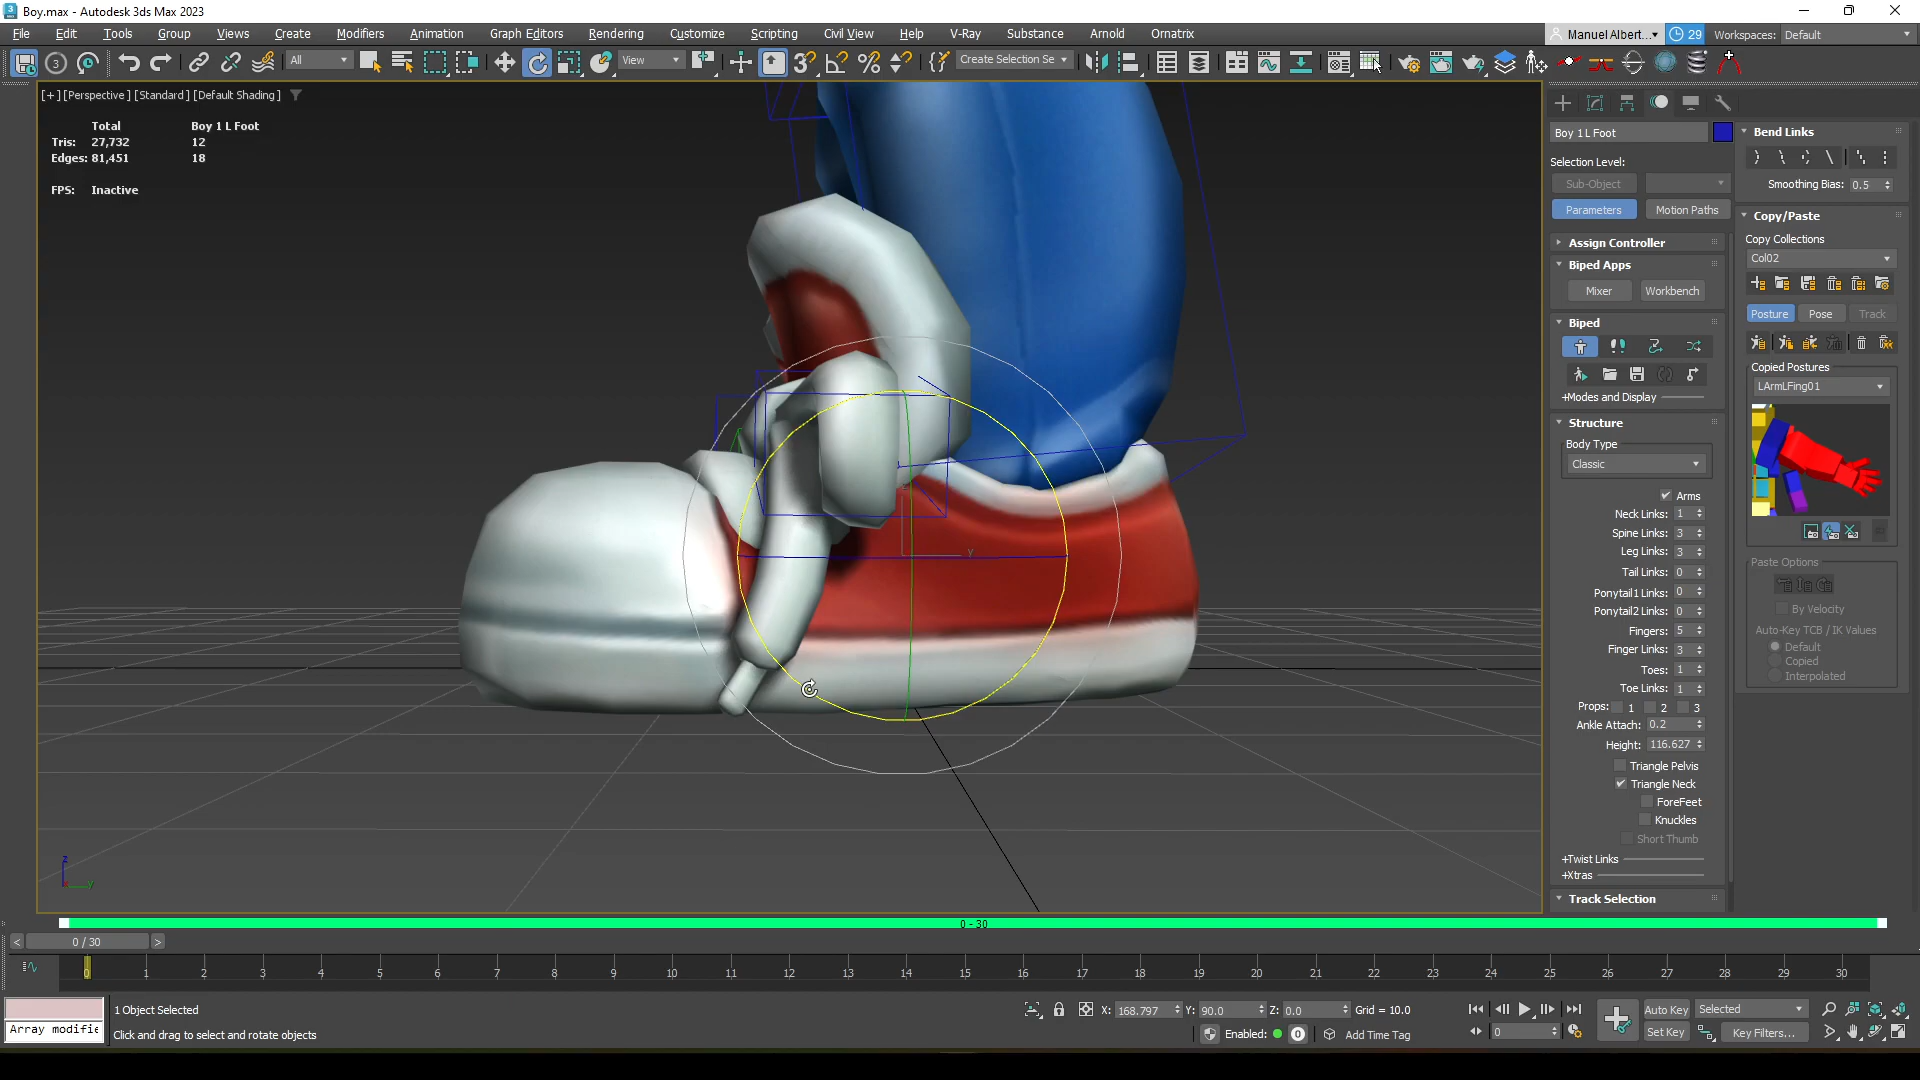 Boy.max - Autodesk 3ds Max 2023
File Edit Tools Group Views Create Modifiers Animation Graph Editors Rendering Customize Scripting Civil View Help V-Ray Substance Arnold Ornatrix
Manuel Albert... 29 Workspaces: Default
All View Create Selection Se
[+] [Perspective ] [Standard ] [Default Shading ]
Total Boy 1 L Foot
Tris: 27,732 12
Edges: 81,451 18
FPS: Inactive
Boy 1 L Foot
Selection Level:
Sub-Object
Parameters Motion Paths
Assign Controller
Biped Apps
Mixer Workbench
Biped
+Modes and Display
Structure
Body Type
Classic
Arms
Neck Links: 1
Spine Links: 3
Leg Links: 3
Tail Links: 0
Ponytail1 Links: 0
Ponytail2 Links: 0
Fingers: 5
Finger Links: 3
Toes: 1
Toe Links: 1
Props: 1 2 3
Ankle Attach: 0.2
Height: 116.627
Triangle Pelvis
Triangle Neck
ForeFeet
Knuckles
Short Thumb
+Twist Links
+Xtras
Track Selection
Bend Links
Smoothing Bias: 0.5
Copy/Paste
Copy Collections
Col02
Posture Pose Track
Copied Postures
LArmLFing01
Paste Options
By Velocity
Auto-Key TCB / IK Values
Default
Copied
Interpolated
Y
z
x y
0 - 30
< 0 / 30 >
0 1 2 3 4 5 6 7 8 9 10 11 12 13 14 15 16 17 18 19 20 21 22 23 24 25 26 27 28 29 30
Array modifie
1 Object Selected
Click and drag to select and rotate objects
X: 168.797 Y: 90.0 Z: 0.0 Grid = 10.0
Enabled: 0 Add Time Tag
0
Auto Key Selected
Set Key Key Filters...